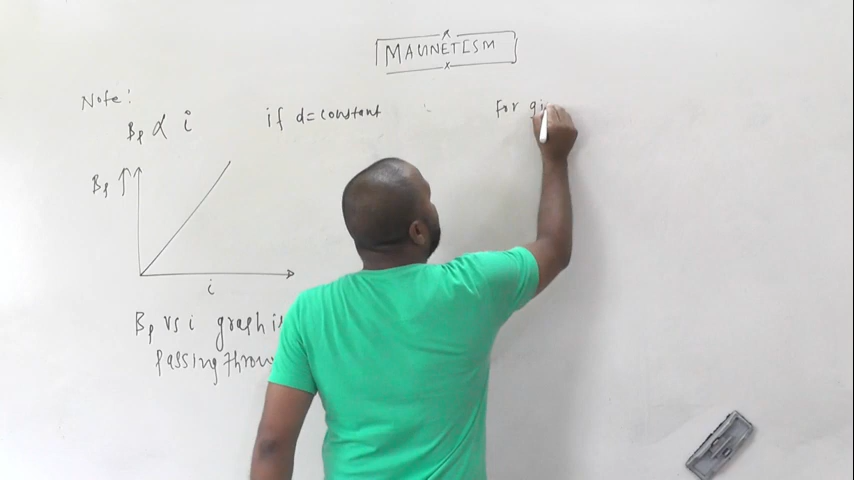 MAGNETISM
Note:
Bp ∝ i if d=constant
For gi
Bp ↑
i
Bp vs i graph is
passing throu